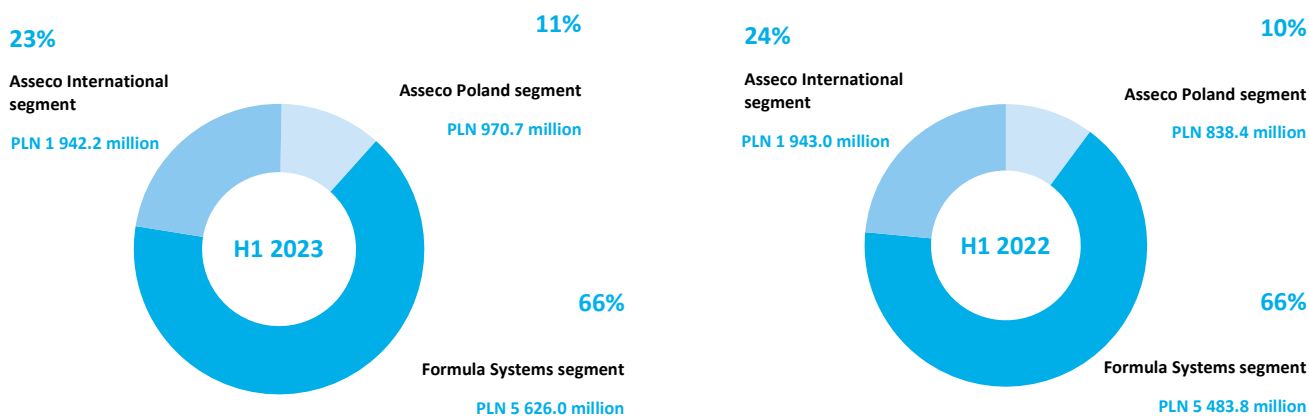 23%
Asseco International
segment
PLN 1 942.2 million
11%
Asseco Poland segment
PLN 970.7 million
H1 2023
66%
Formula Systems segment
PLN 5 626.0 million
24%
Asseco International
segment
PLN 1 943.0 million
10%
Asseco Poland segment
PLN 838.4 million
H1 2022
66%
Formula Systems segment
PLN 5 483.8 million